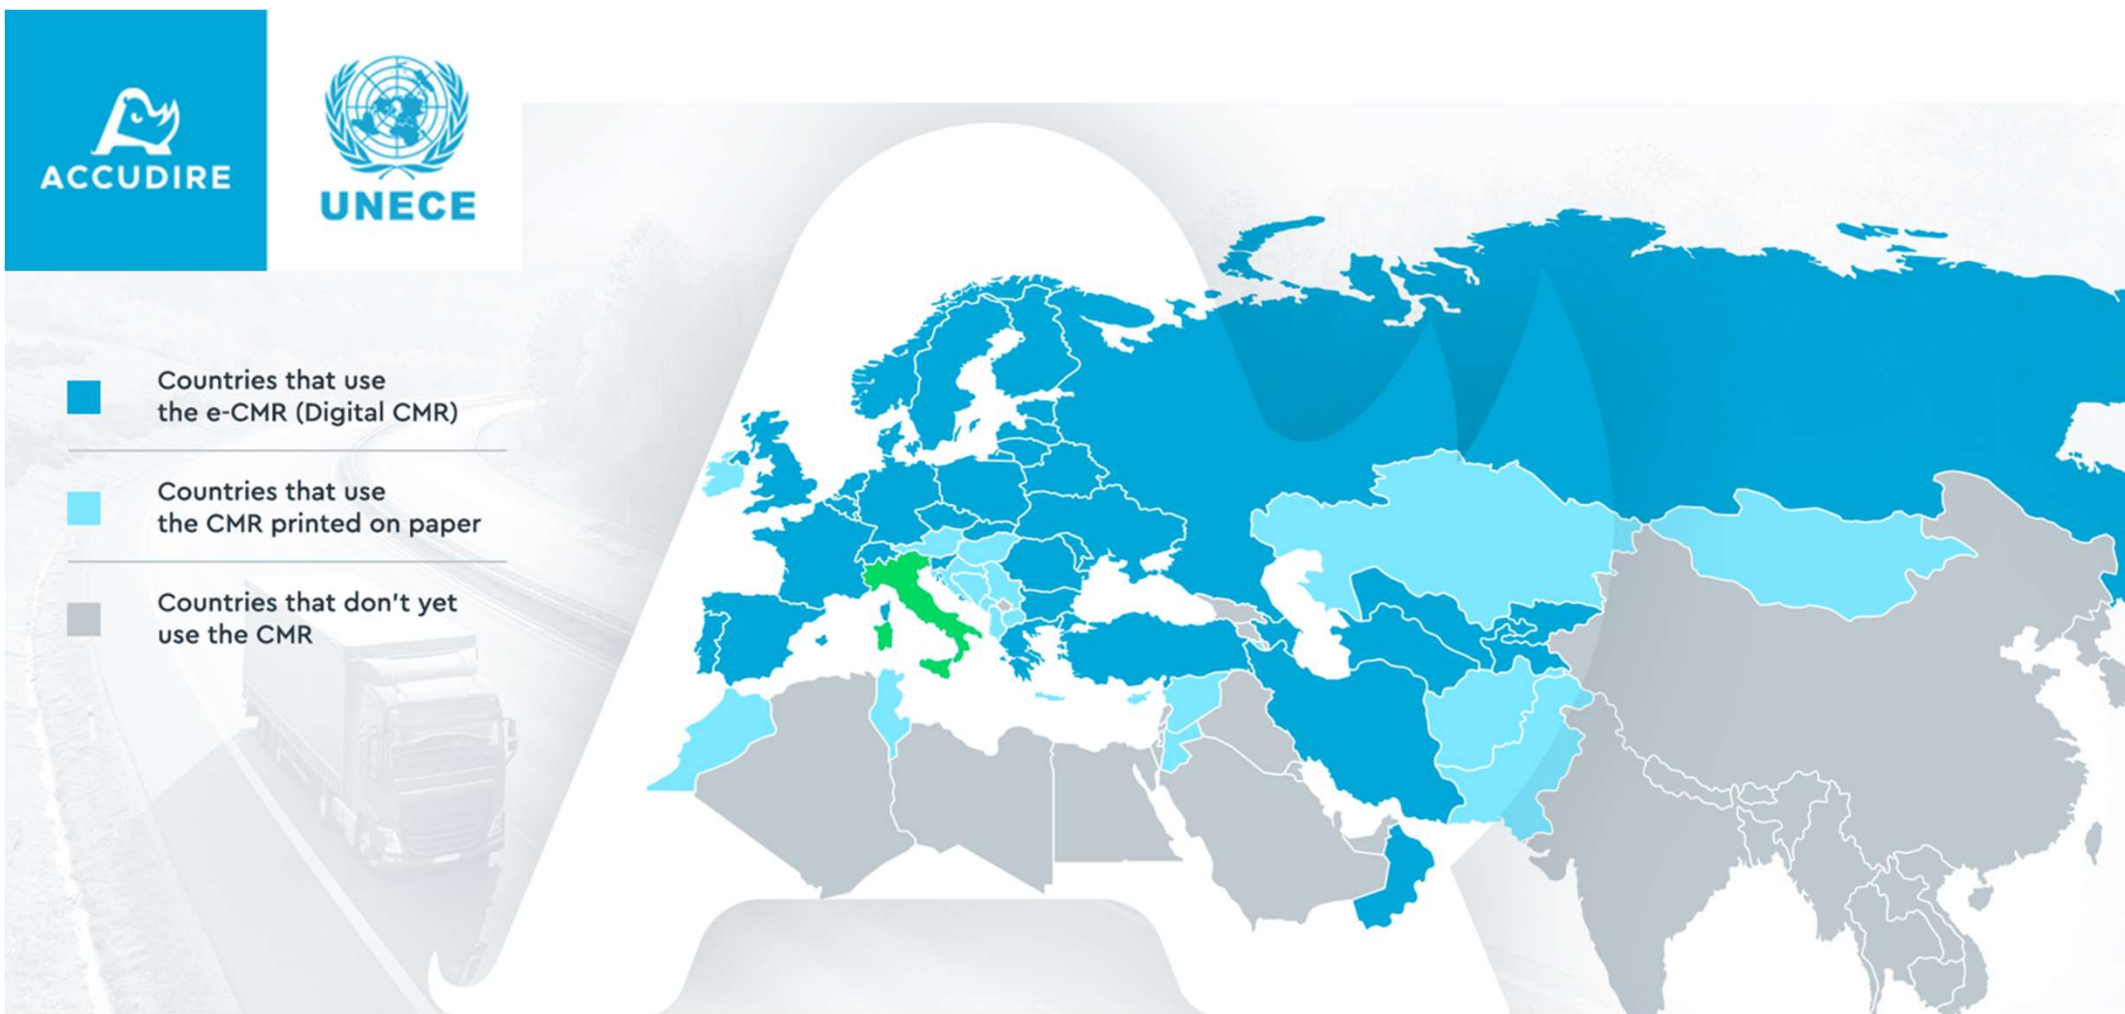 ACCUDIRE
UNECE
Countries that use
the e-CMR (Digital CMR)
Countries that use
the CMR printed on paper
Countries that don't yet
use the CMR